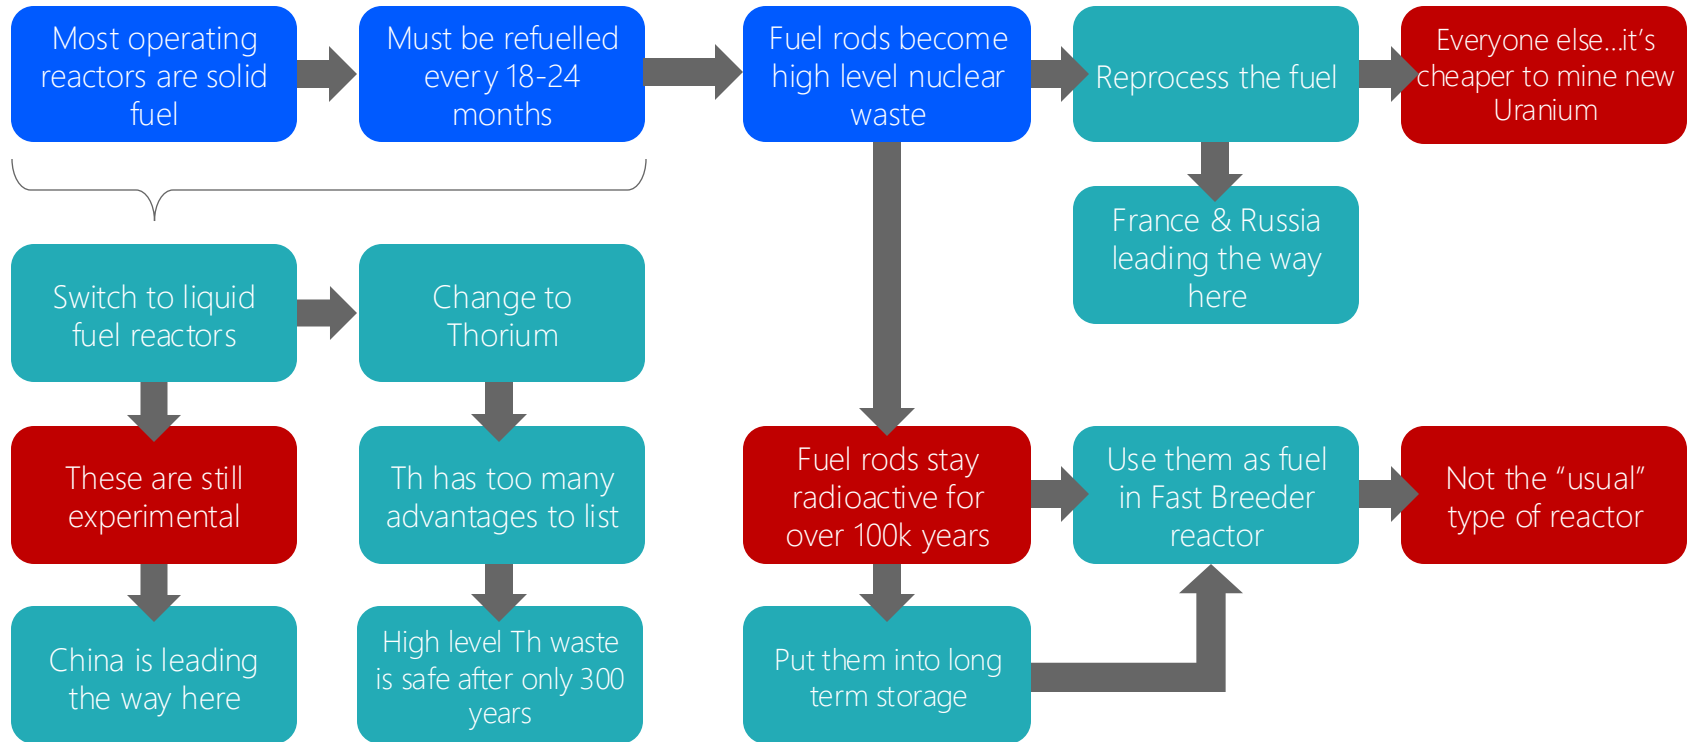 Most operating
reactors are solid
fuel
Must be refuelled
every 18-24
months
Fuel rods become
high level nuclear
waste
Reprocess the fuel
Everyone else...it’s
cheaper to mine new
Uranium
France & Russia
leading the way
here
Switch to liquid
fuel reactors
Change to
Thorium
These are still
experimental
Th has too many
advantages to list
Fuel rods stay
radioactive for
over 100k years
Use them as fuel
in Fast Breeder
reactor
Not the “usual”
type of reactor
China is leading
the way here
High level Th waste
is safe after only 300
years
Put them into long
term storage